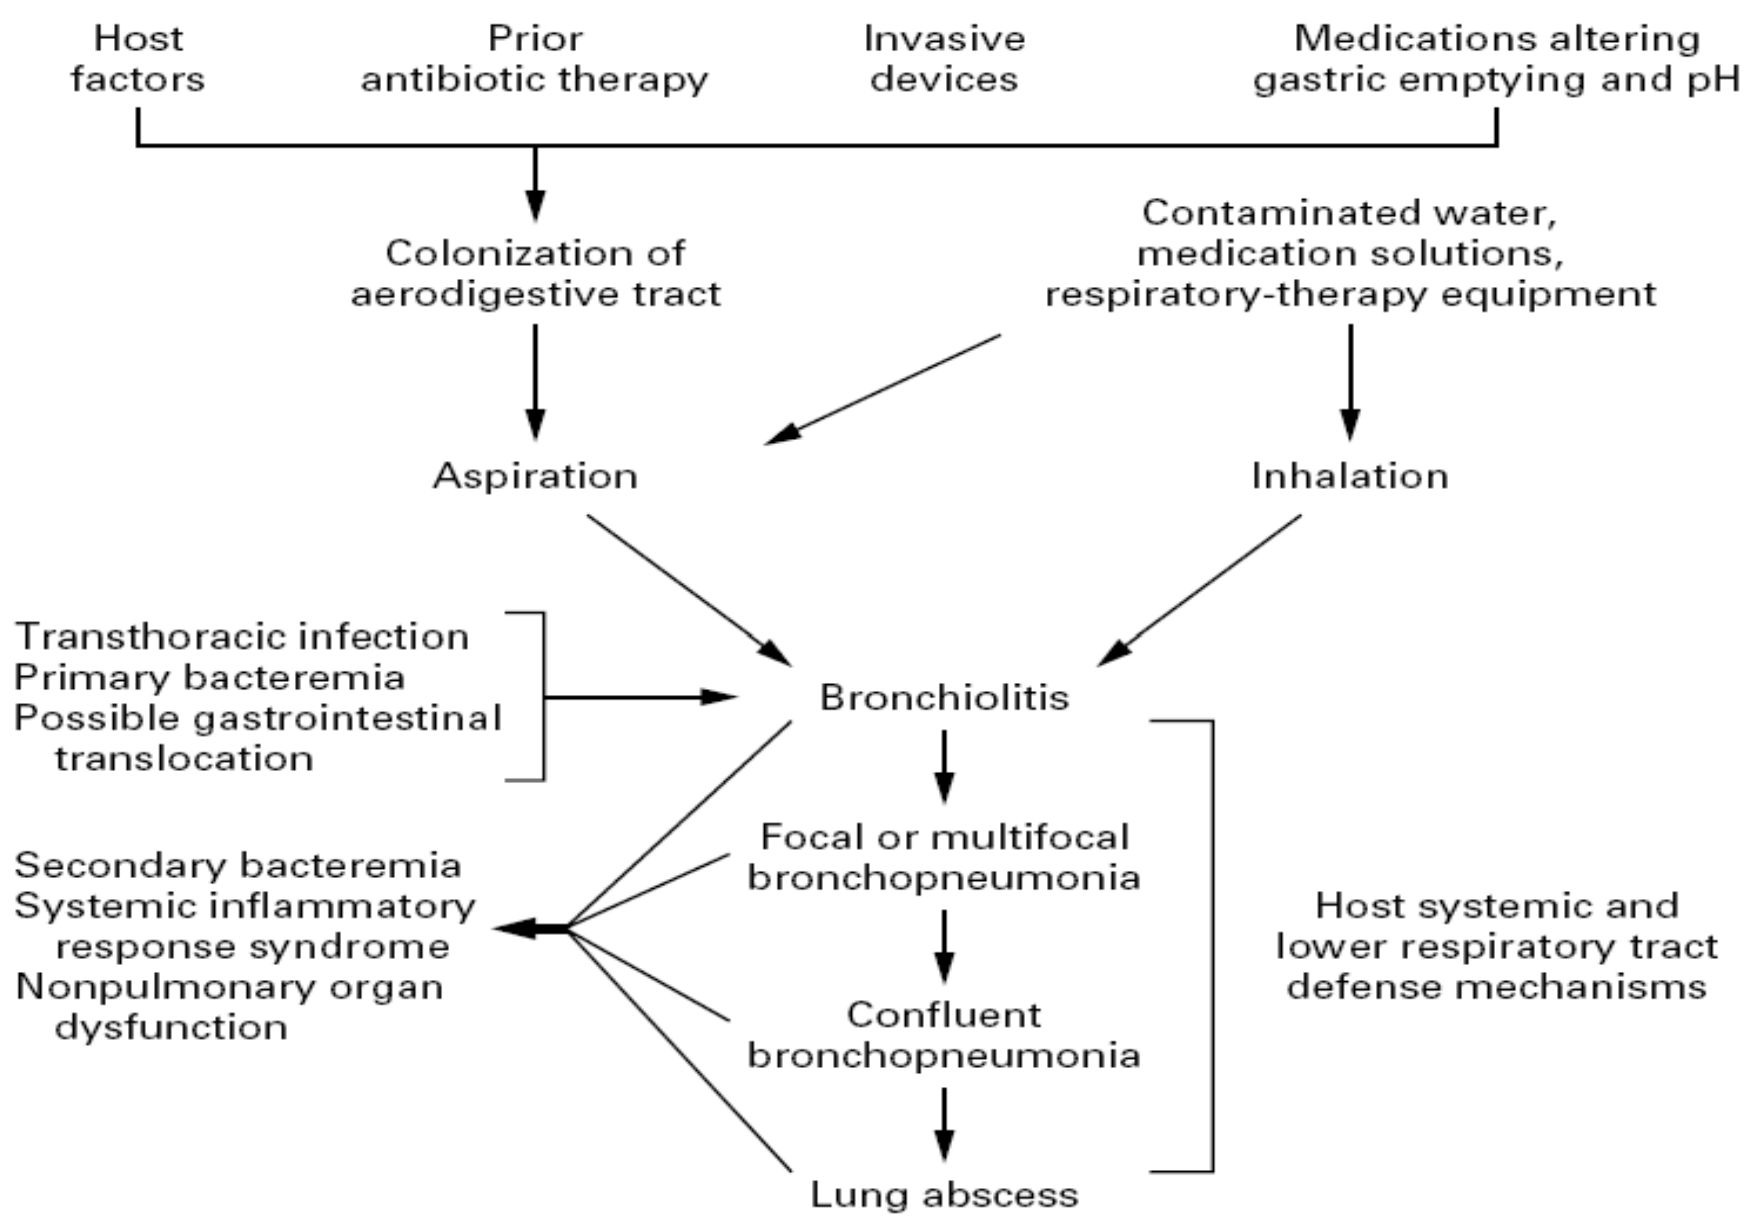 Host
factors
Prior
antibiotic therapy
Invasive
devices
Medications altering
gastric emptying and pH
Colonization of
aerodigestive tract
Contaminated water,
medication solutions,
respiratory-therapy equipment
Aspiration
Inhalation
Transthoracic infection
Primary bacteremia
Possible gastrointestinal
translocation
Bronchiolitis
Focal or multifocal
bronchopneumonia
Secondary bacteremia
Systemic inflammatory
response syndrome
Nonpulmonary organ
dysfunction
Host systemic and
lower respiratory tract
defense mechanisms
Confluent
bronchopneumonia
Lung abscess